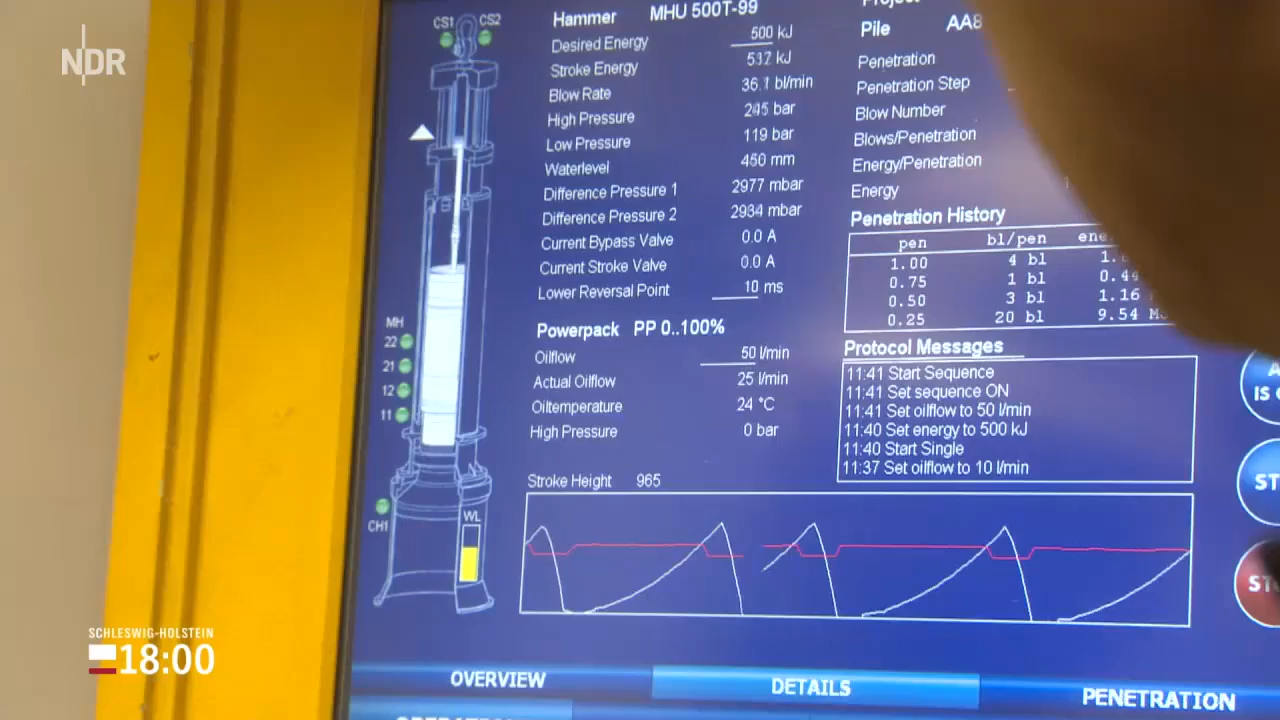 NDR
CS1 CS2
Hammer MHU 500T-99
Desired Energy 500 kJ
Stroke Energy 532 kJ
Blow Rate 36.1 bl/min
High Pressure 245 bar
Low Pressure 119 bar
Waterlevel 450 mm
Difference Pressure 1 2977 mbar
Difference Pressure 2 2934 mbar
Current Bypass Valve 0.0 A
Current Stroke Valve 0.0 A
Lower Reversal Point 10 ms
Powerpack PP 0..100%
Oilflow 50 l/min
Actual Oilflow 25 l/min
Oiltemperature 24 °C
High Pressure 0 bar
MH
22
21
12
11
CH1
WL
Project
Pile AA8
Penetration
Penetration Step
Blow Number
Blows/Penetration
Energy/Penetration
Energy
Penetration History
pen bl/pen ene
1.00 4 bl 1.
0.75 1 bl 0.44
0.50 3 bl 1.16
0.25 20 bl 9.54
Protocol Messages
11:41 Start Sequence
11:41 Set sequence ON
11:41 Set oilflow to 50 l/min
11:40 Set energy to 500 kJ
11:40 Start Single
11:37 Set oilflow to 10 l/min
Stroke Height 965
A
IS
ST
ST
OVERVIEW DETAILS PENETRATION
SCHLESWIG-HOLSTEIN
18:00